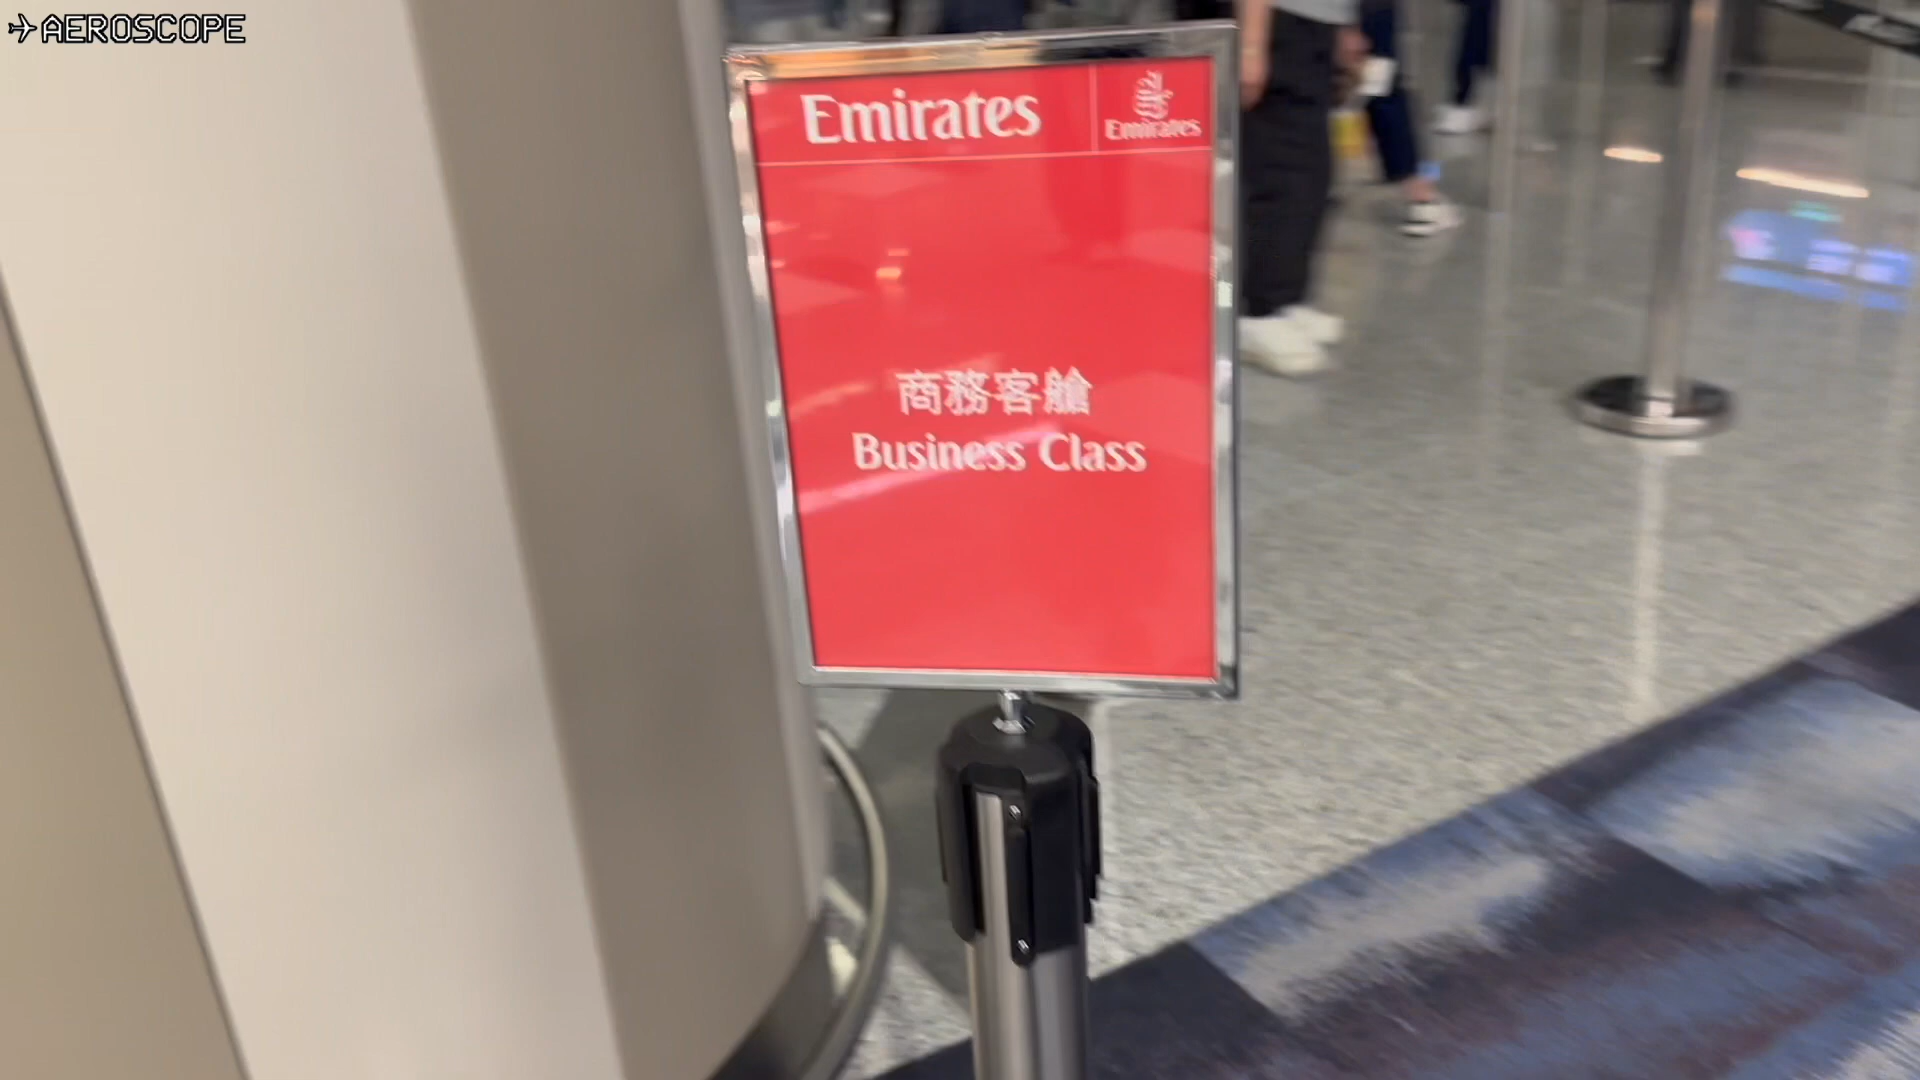 AEROSCOPE
Emirates
Emirates
商務客艙
Business Class